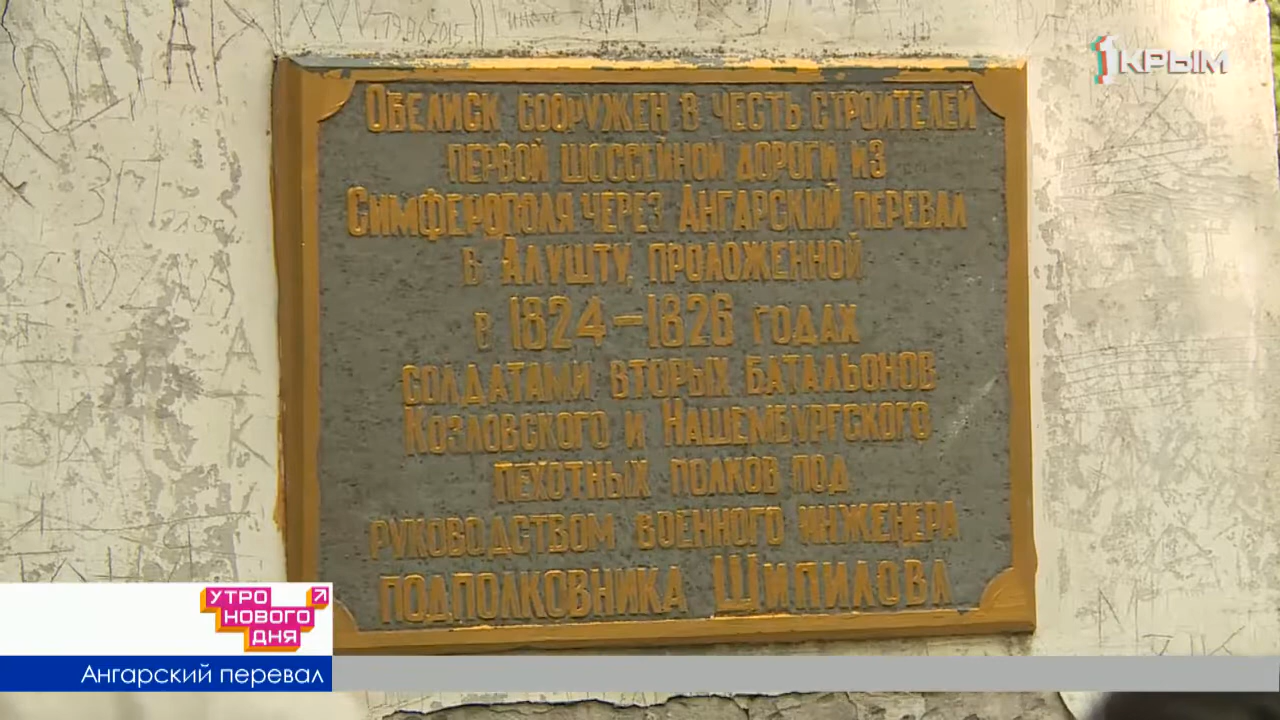 1КРЫМ
ОБЕЛИСК СООРУЖЕН В ЧЕСТЬ СТРОИТЕЛЕЙ
ПЕРВОЙ ШОССЕЙНОЙ ДОРОГИ ИЗ
СИМФЕРОПОЛЯ ЧЕРЕЗ АНГАРСКИЙ ПЕРЕВАЛ
В АЛУШТУ, ПРОЛОЖЕННОЙ
В 1824-1826 ГОДАХ
СОЛДАТАМИ ВТОРЫХ БАТАЛЬОНОВ
КОЗЛОВСКОГО И НАШЕМБУРГСКОГО
ПЕХОТНЫХ ПОЛКОВ ПОД
РУКОВОДСТВОМ ВОЕННОГО ИНЖЕНЕРА
ПОДПОЛКОВНИКА ШИПИЛОВА
УТРО
НОВОГО
ДНЯ
Ангарский перевал